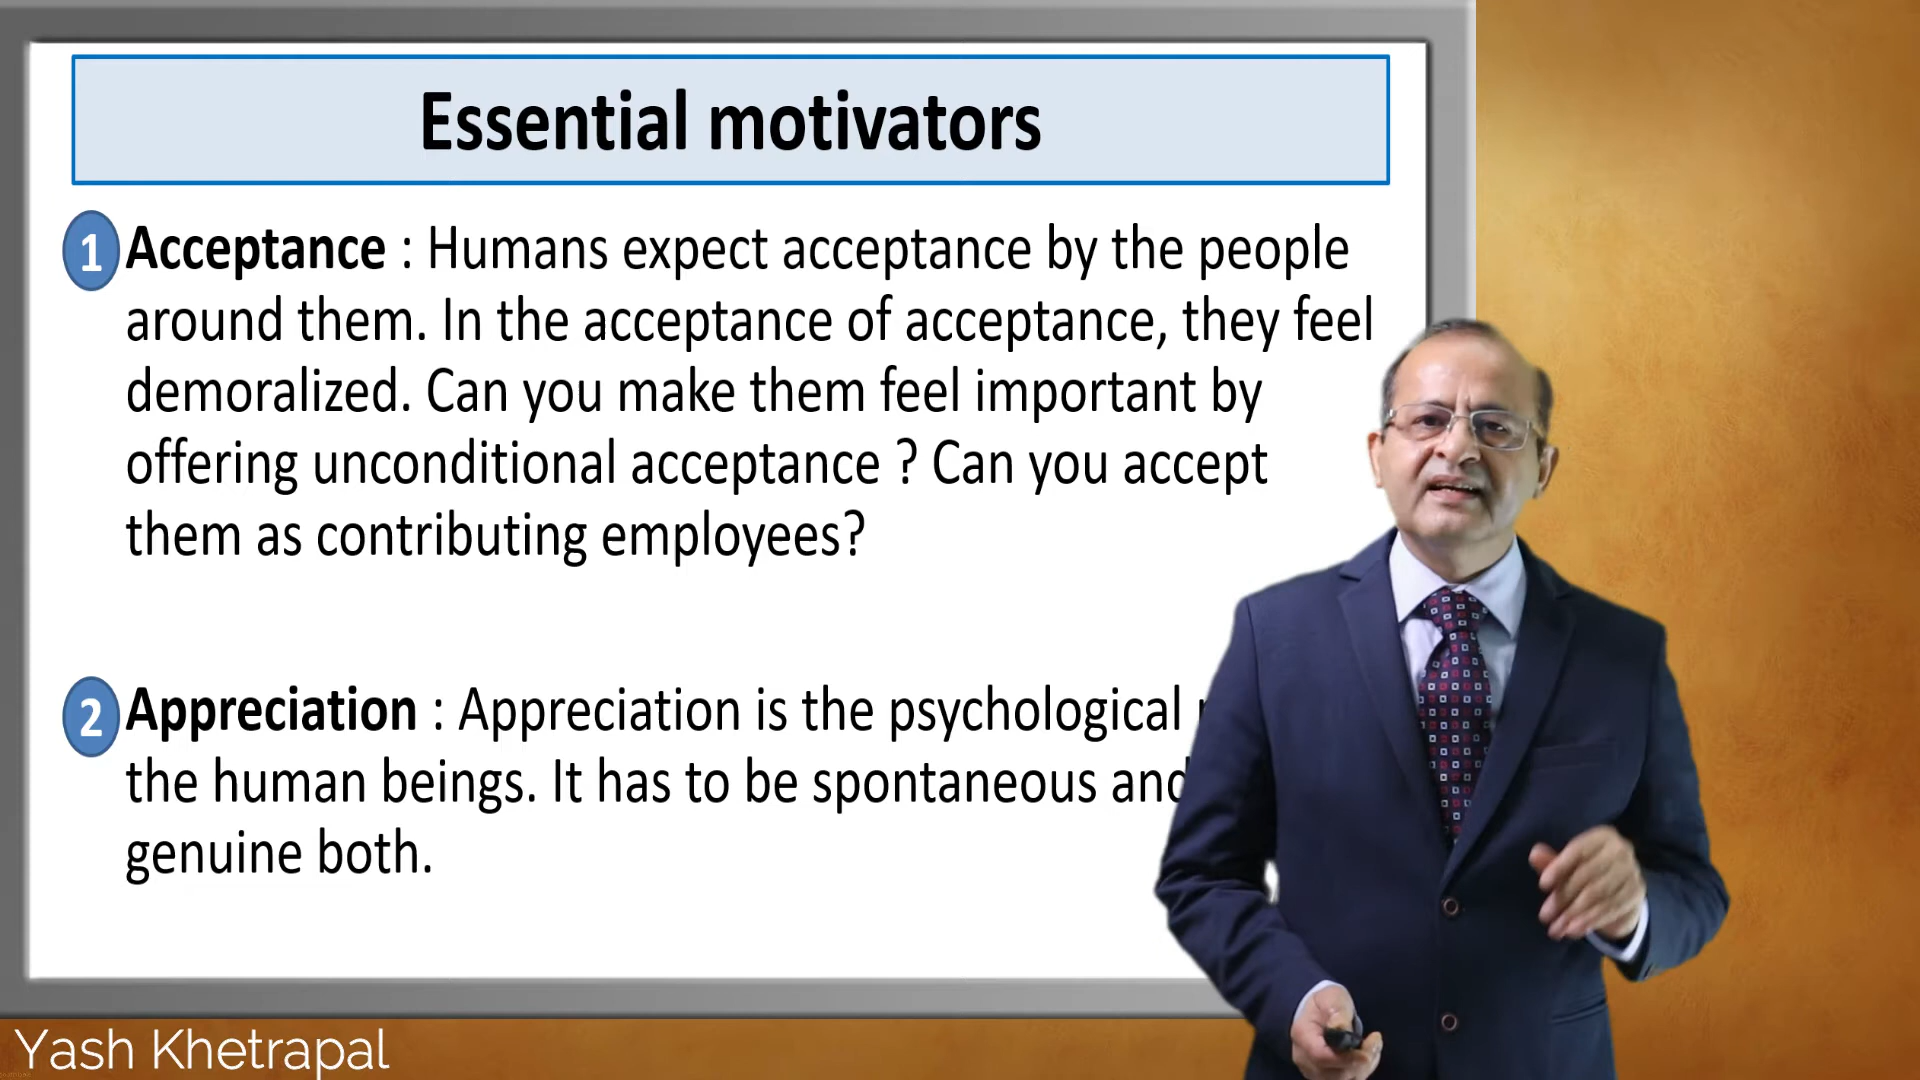 Essential motivators
1 Acceptance : Humans expect acceptance by the people
around them. In the acceptance of acceptance, they feel
demoralized. Can you make them feel important by
offering unconditional acceptance ? Can you accept
them as contributing employees?
2 Appreciation : Appreciation is the psychological
the human beings. It has to be spontaneous and
genuine both.
Yash Khetrapal